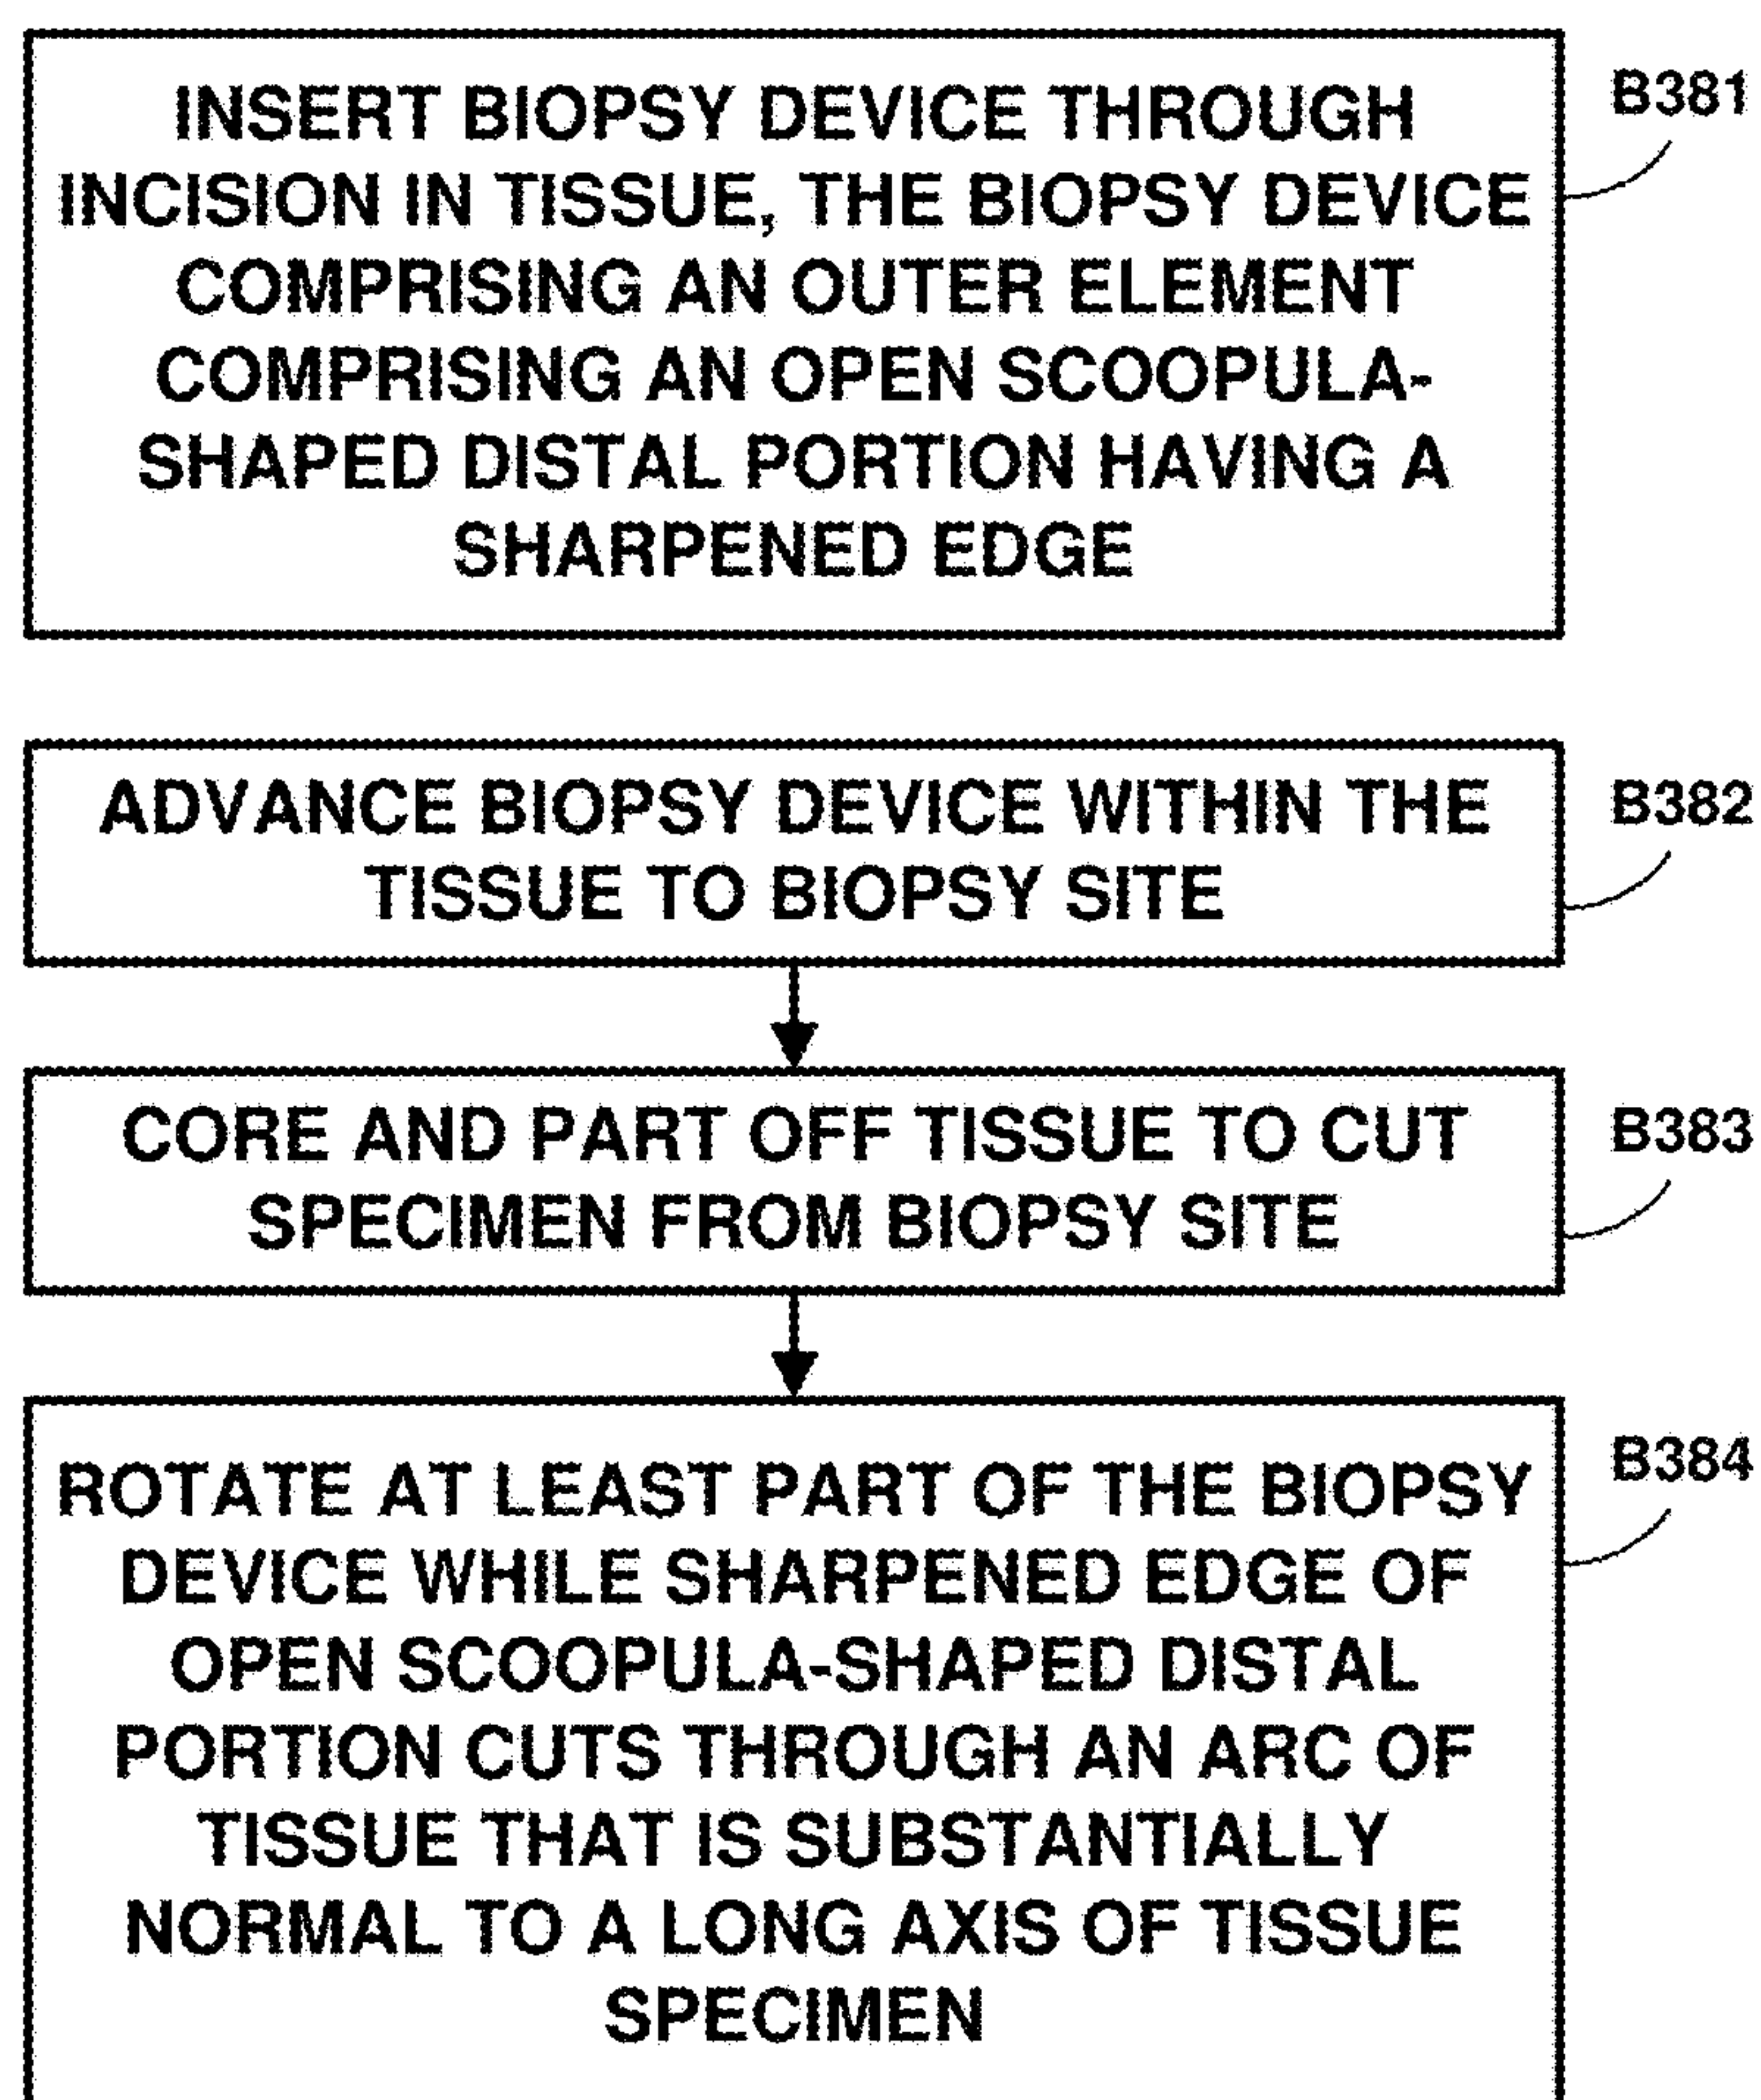 INSERT BIOPSY DEVICE THROUGH
INCISION IN TISSUE, THE BIOPSY DEVICE
COMPRISING AN OUTER ELEMENT
COMPRISING AN OPEN SCOOPULA-
SHAPED DISTAL PORTION HAVING A
SHARPENED EDGE
B381
ADVANCE BIOPSY DEVICE WITHIN THE
TISSUE TO BIOPSY SITE
B382
CORE AND PART OFF TISSUE TO CUT
SPECIMEN FROM BIOPSY SITE
B383
ROTATE AT LEAST PART OF THE BIOPSY
DEVICE WHILE SHARPENED EDGE OF
OPEN SCOOPULA-SHAPED DISTAL
PORTION CUTS THROUGH AN ARC OF
TISSUE THAT IS SUBSTANTIALLY
NORMAL TO A LONG AXIS OF TISSUE
SPECIMEN
B384